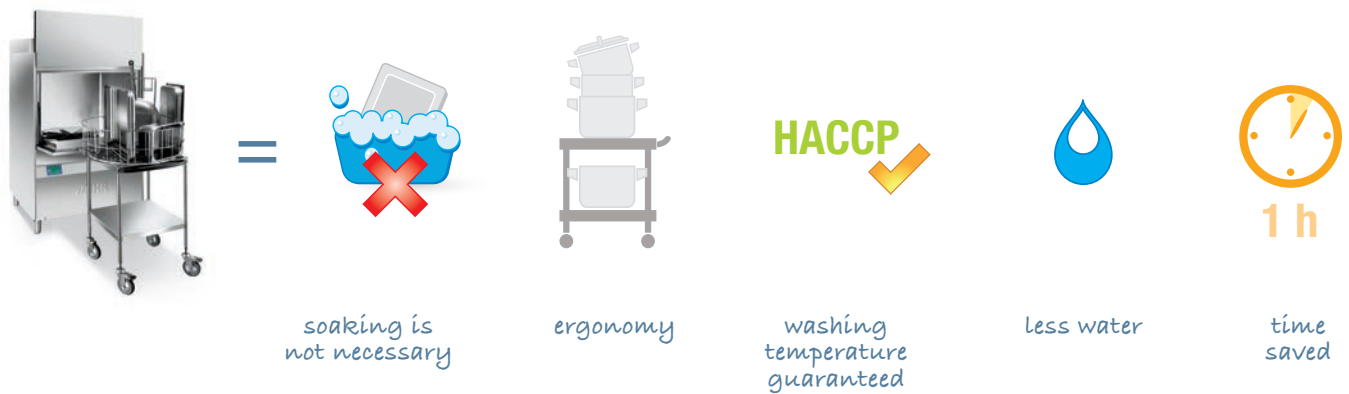 =
HACCP
1 h
soaking is
not necessary
ergonomy
washing
temperature
guaranteed
less water
time
saved